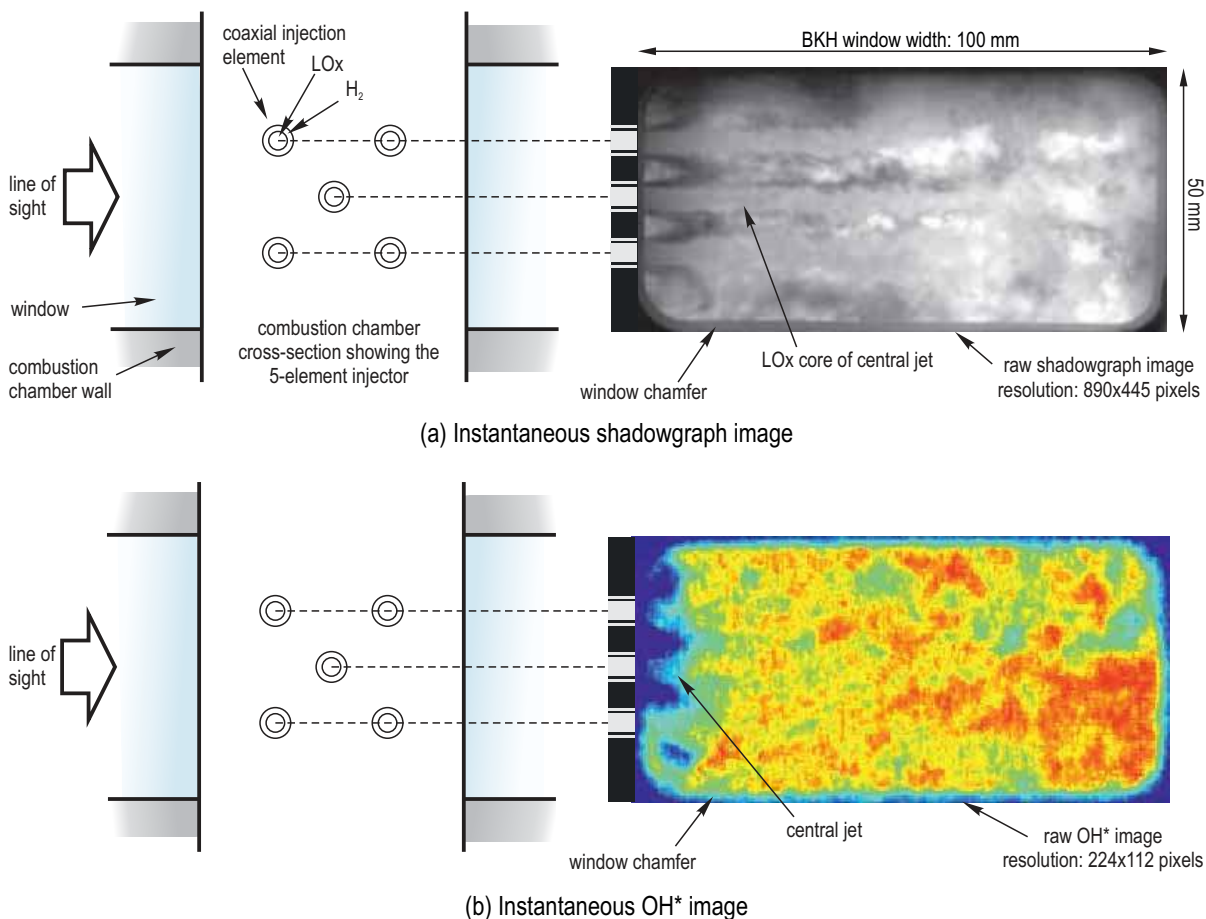 coaxial injection
element
LOx
H₂
BKH window width: 100 mm
line of
sight
50 mm
window
combustion
chamber wall
combustion chamber
cross-section showing the
5-element injector
LOx core of central jet
window chamfer
raw shadowgraph image
resolution: 890x445 pixels
(a) Instantaneous shadowgraph image
line of
sight
central jet
window chamfer
raw OH* image
resolution: 224x112 pixels
(b) Instantaneous OH* image